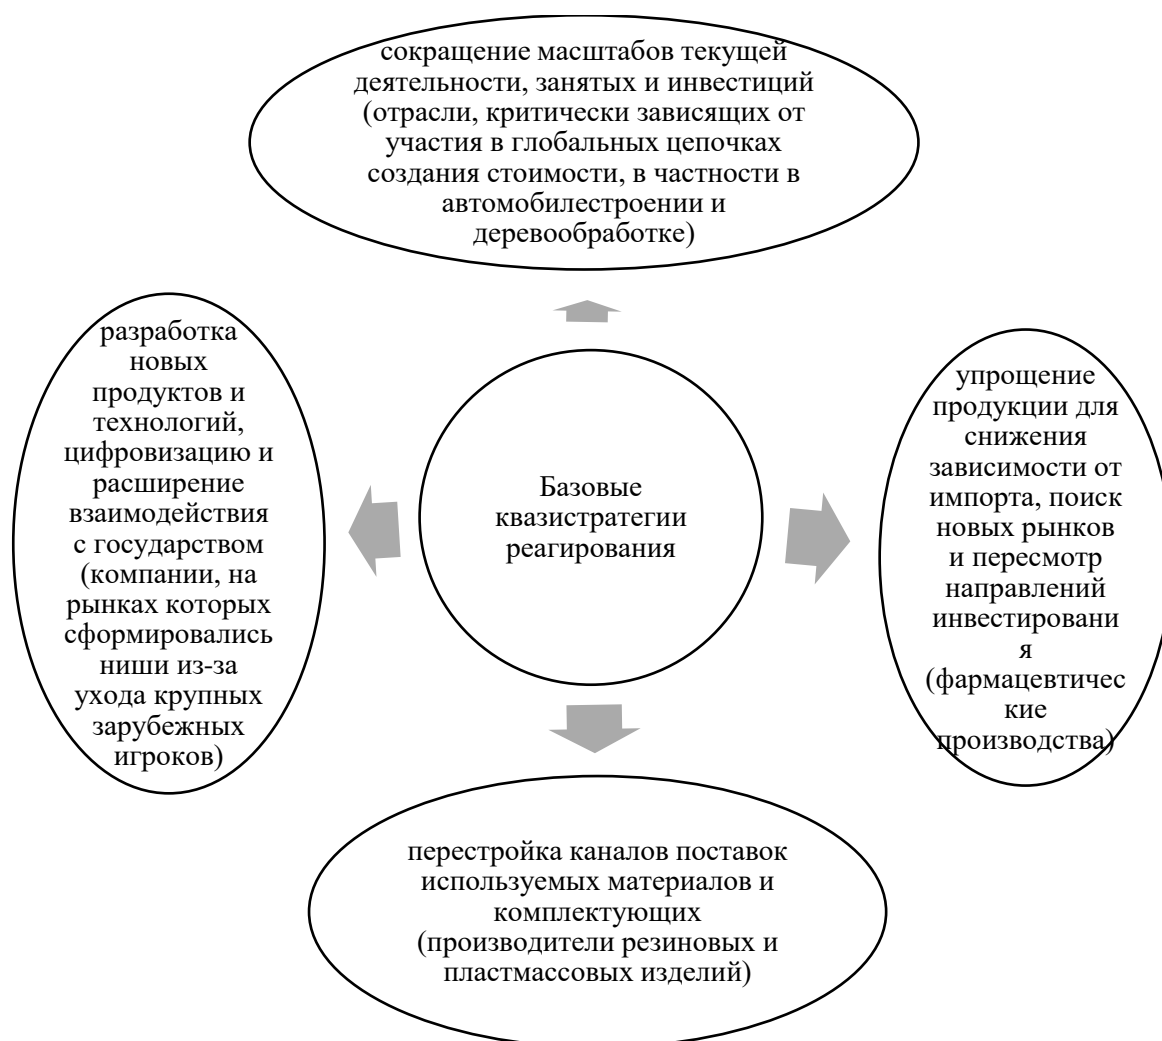 сокращение масштабов текущей
деятельности, занятых и инвестиций
(отрасли, критически зависящих от
участия в глобальных цепочках
создания стоимости, в частности в
автомобилестроении и
деревообработке)
разработка
новых
продуктов и
технологий,
цифровизацию и
расширение
взаимодействия
с государством
(компании, на
рынках которых
сформировались
ниши из-за
ухода крупных
зарубежных
игроков)
Базовые
квазистратегии
реагирования
упрощение
продукции для
снижения
зависимости от
импорта, поиск
новых рынков
и пересмотр
направлений
инвестировани
я
(фармацевтичес
кие
производства)
перестройка каналов поставок
используемых материалов и
комплектующих
(производители резиновых и
пластмассовых изделий)